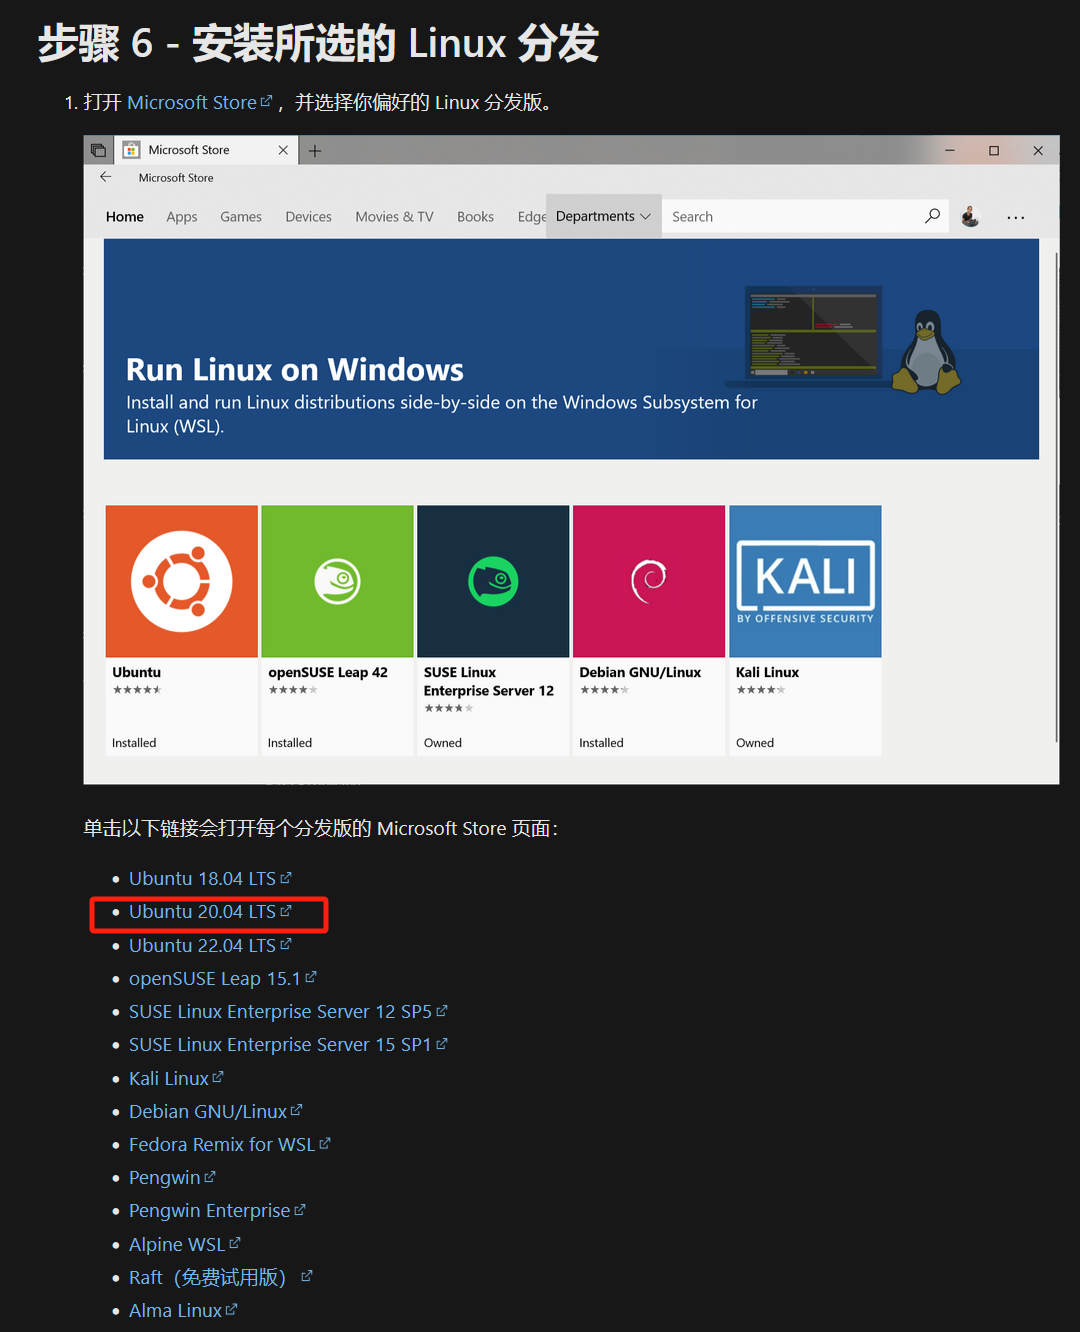 步骤 6 - 安装所选的 Linux 分发
1. 打开 Microsoft Store ，并选择你偏好的 Linux 分发版。
Microsoft Store
Microsoft Store
Home Apps Games Devices Movies & TV Books Edge Departments Search
Run Linux on Windows
Install and run Linux distributions side-by-side on the Windows Subsystem for
Linux (WSL).
KALI
BY OFFENSIVE SECURITY
Ubuntu openSUSE Leap 42 SUSE Linux Debian GNU/Linux Kali Linux
Enterprise Server 12
Installed Installed Owned Installed Owned
单击以下链接会打开每个分发版的 Microsoft Store 页面：
• Ubuntu 18.04 LTS
• Ubuntu 20.04 LTS
• Ubuntu 22.04 LTS
• openSUSE Leap 15.1
• SUSE Linux Enterprise Server 12 SP5
• SUSE Linux Enterprise Server 15 SP1
• Kali Linux
• Debian GNU/Linux
• Fedora Remix for WSL
• Pengwin
• Pengwin Enterprise
• Alpine WSL
• Raft（免费试用版）
• Alma Linux